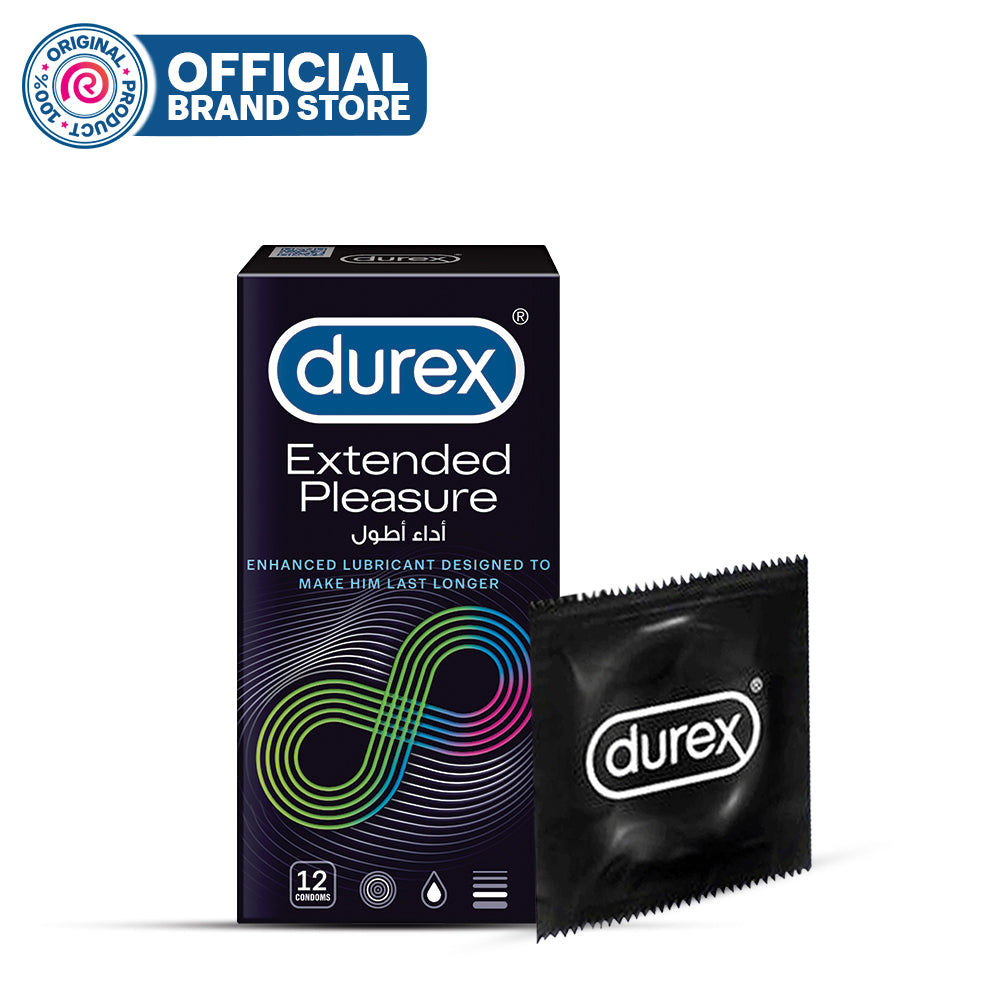 ORIGINAL PRODUCT 100%
OFFICIAL
BRAND STORE
durex
durex®
Extended
Pleasure
أداء أطول
ENHANCED LUBRICANT DESIGNED TO
MAKE HIM LAST LONGER
12
CONDOMS
durex®